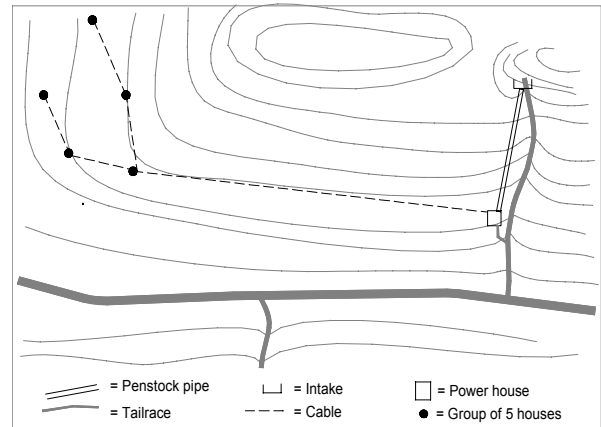 = Penstock pipe
= Intake
= Power house
= Tailrace
= Cable
= Group of 5 houses